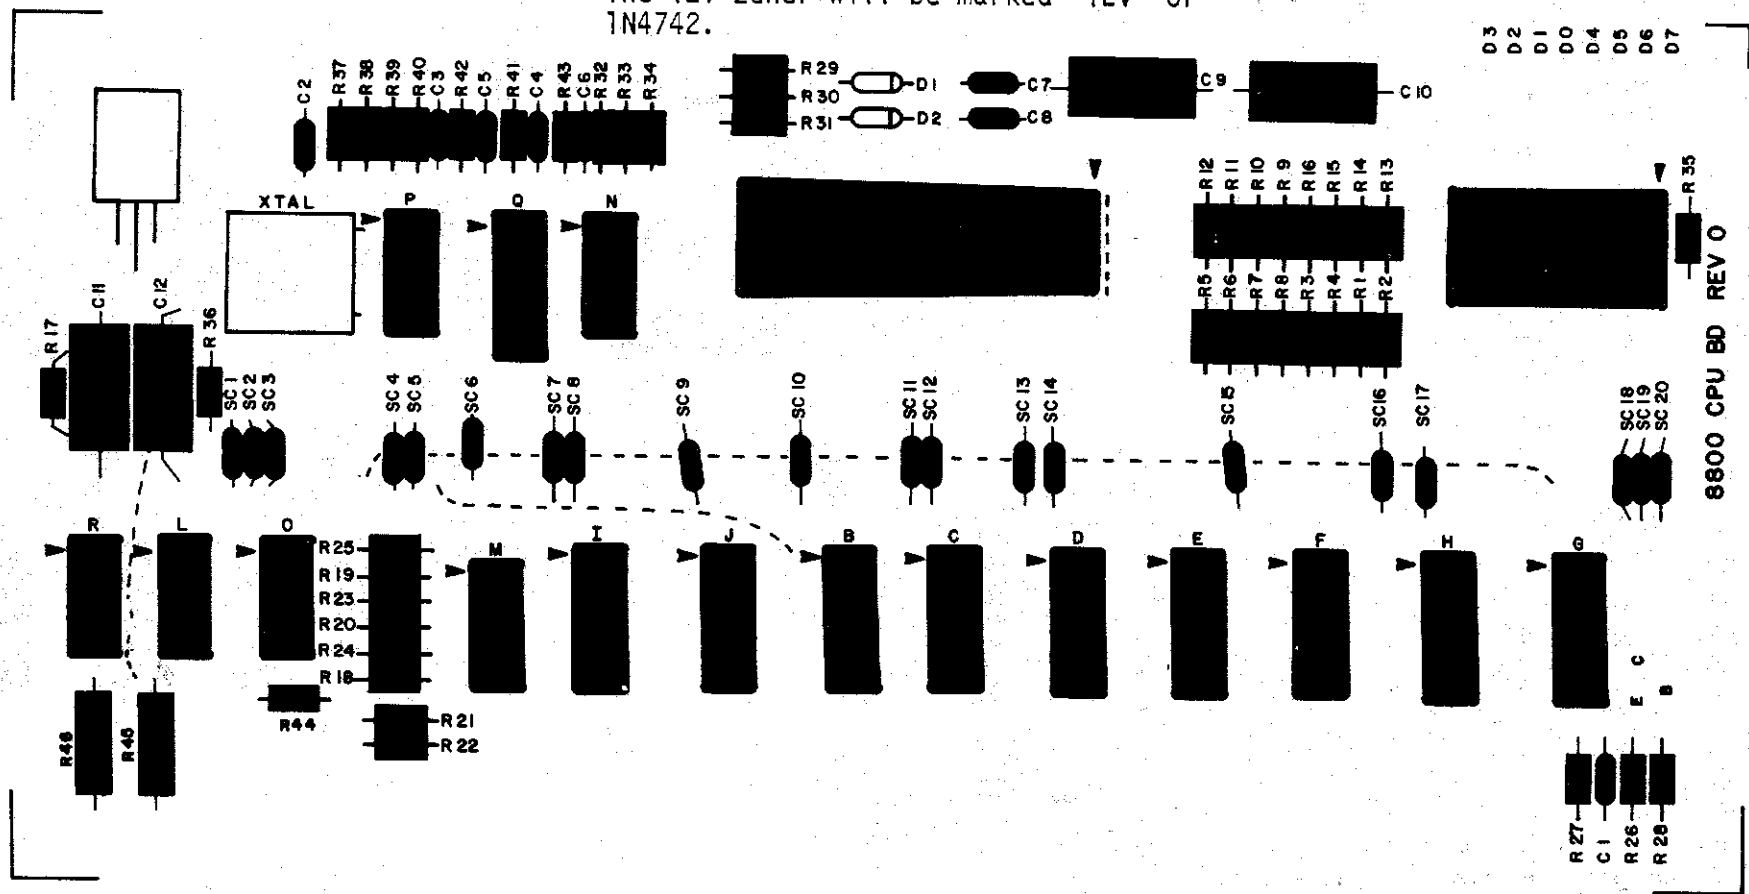 1N4742.
D3 D2 D1 D0 D4 D5 D6 D7
C2 R37 R38 R39 R40 C3 R42 C5 R41 C4 R43 C6 R32 R33 R34
R29 D1 C7 C9 C10
R30
R31 D2 C8
R12 R11 R10 R9 R16 R15 R14 R13 R35
XTAL P Q N
R5 R6 R7 R8 R3 R4 R1 R2
8800 CPU BD REV 0
R17 C11 C12 R36
SC1 SC2 SC3 SC4 SC5 SC6 SC7 SC8 SC9 SC10 SC11 SC12 SC13 SC14 SC15 SC16 SC17 SC18 SC19 SC20
R L O M I J B C D E F H G
R25
R19
R23
R20
R24
R18
E C B
R46 R45 R44 R21
R22
R27 C1 R26 R28